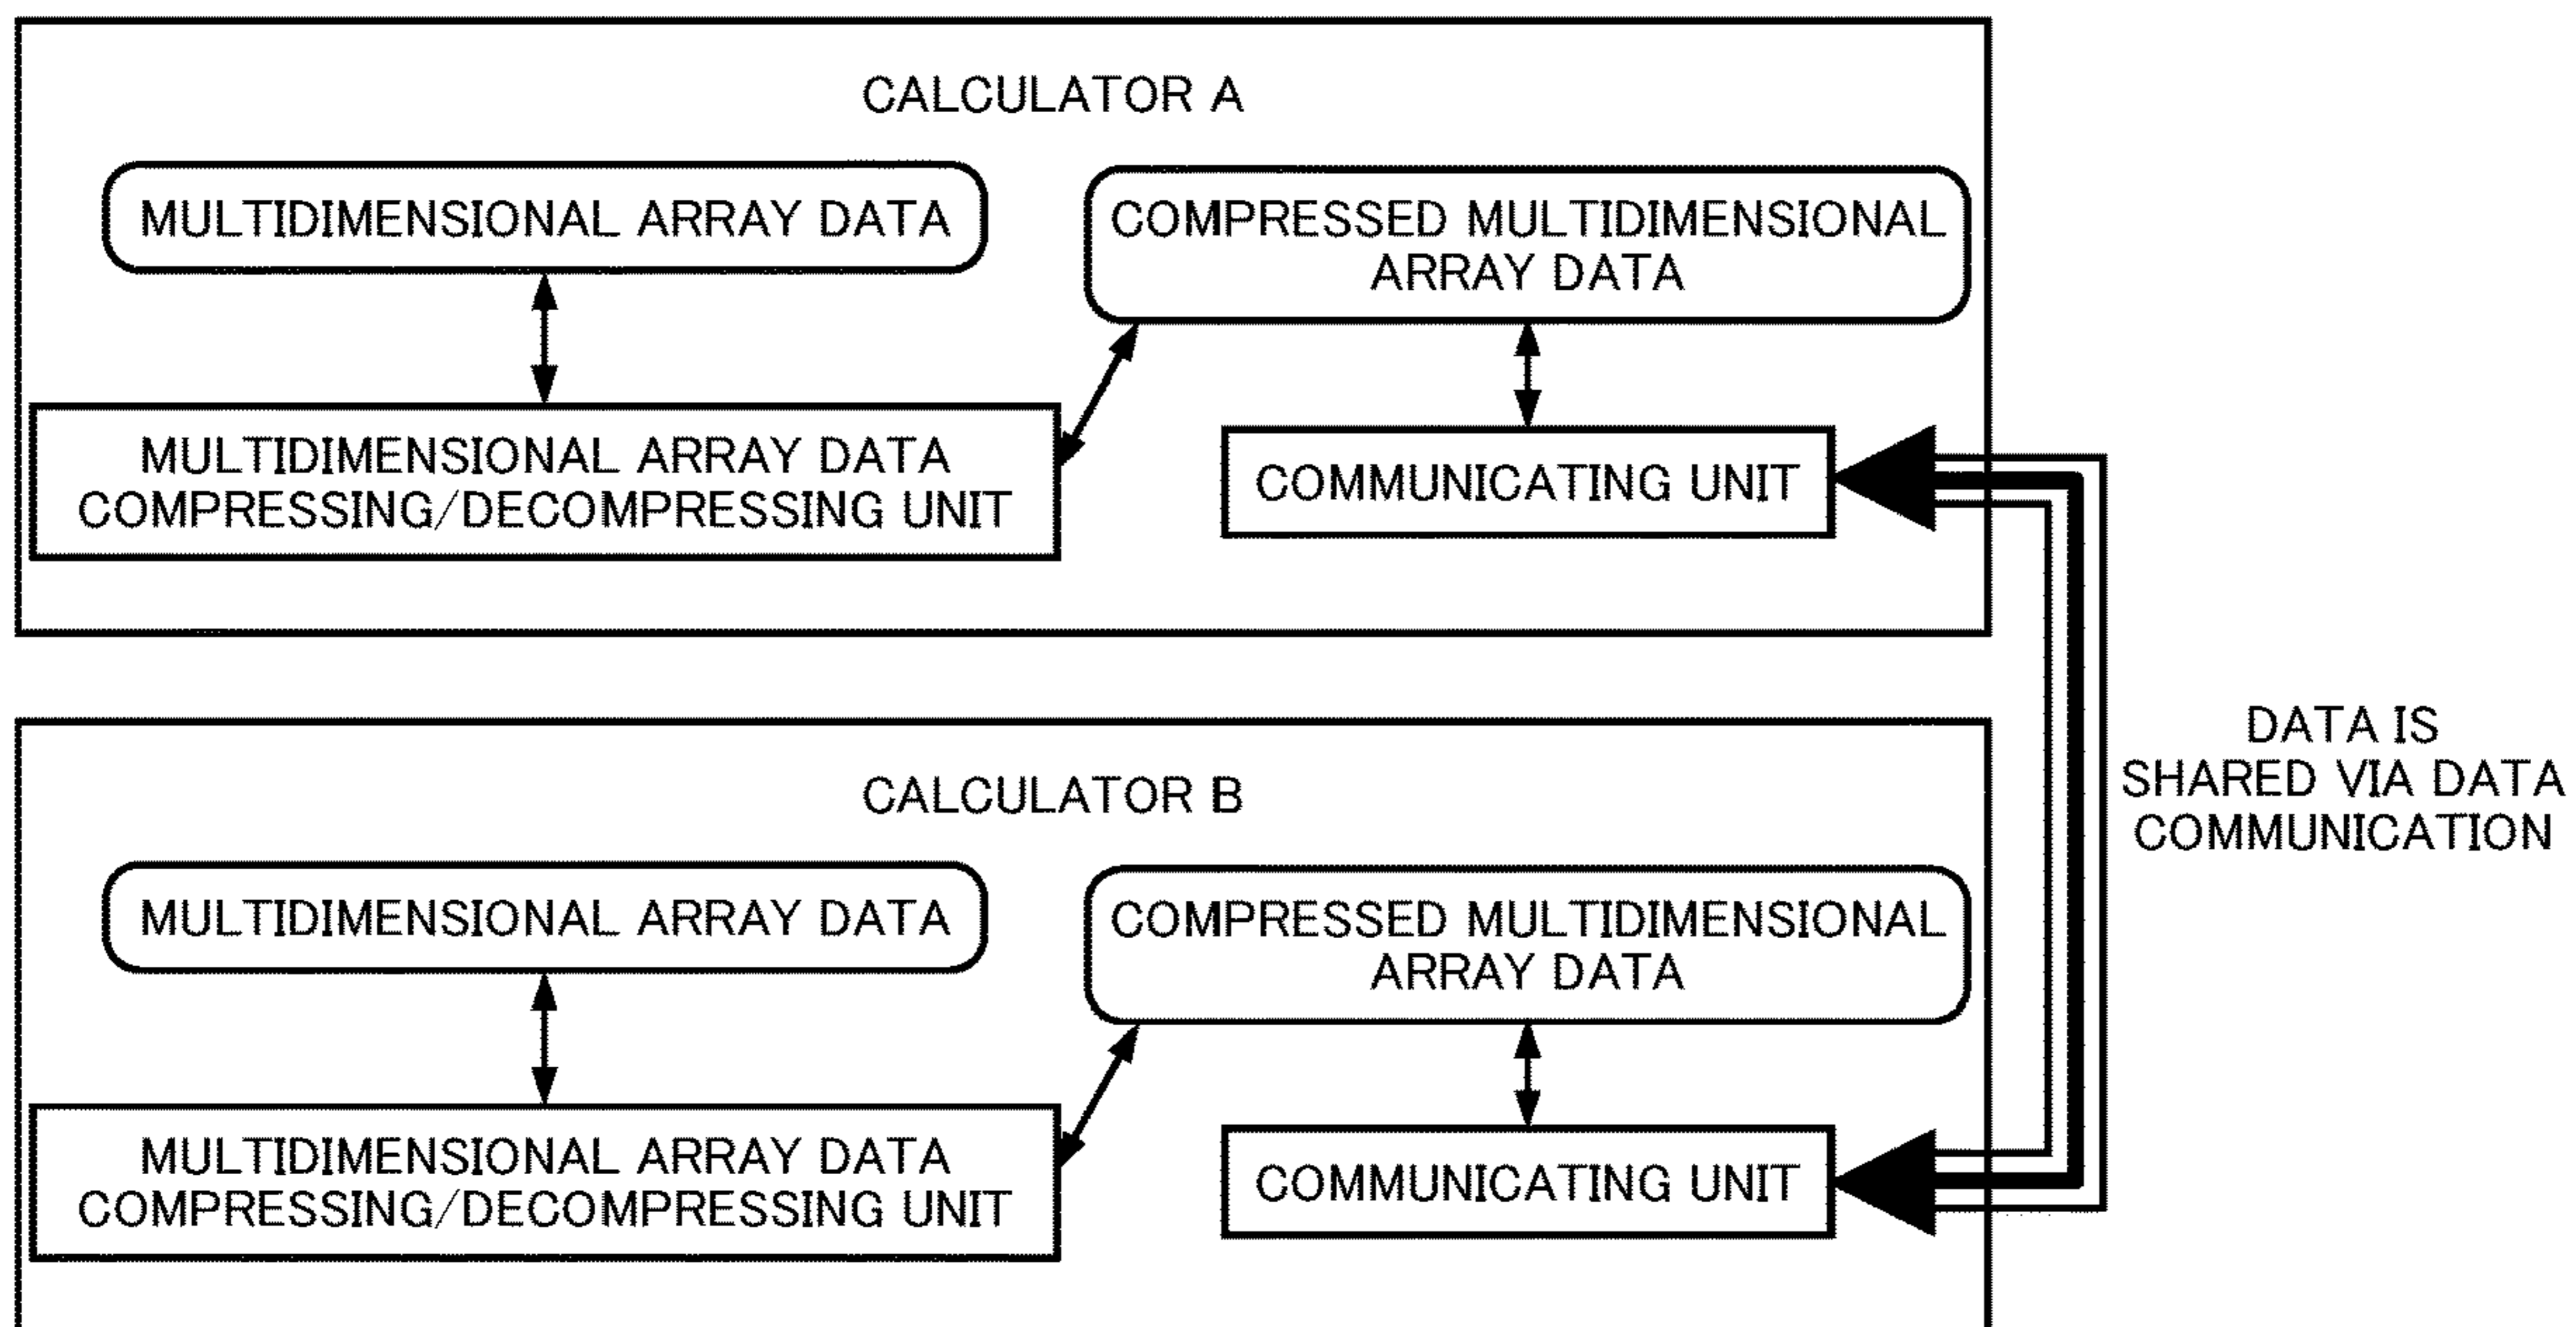 CALCULATOR A
MULTIDIMENSIONAL ARRAY DATA
COMPRESSED MULTIDIMENSIONAL
ARRAY DATA
MULTIDIMENSIONAL ARRAY DATA
COMPRESSING/DECOMPRESSING UNIT
COMMUNICATING UNIT
DATA IS
SHARED VIA DATA
COMMUNICATION
CALCULATOR B
MULTIDIMENSIONAL ARRAY DATA
COMPRESSED MULTIDIMENSIONAL
ARRAY DATA
MULTIDIMENSIONAL ARRAY DATA
COMPRESSING/DECOMPRESSING UNIT
COMMUNICATING UNIT